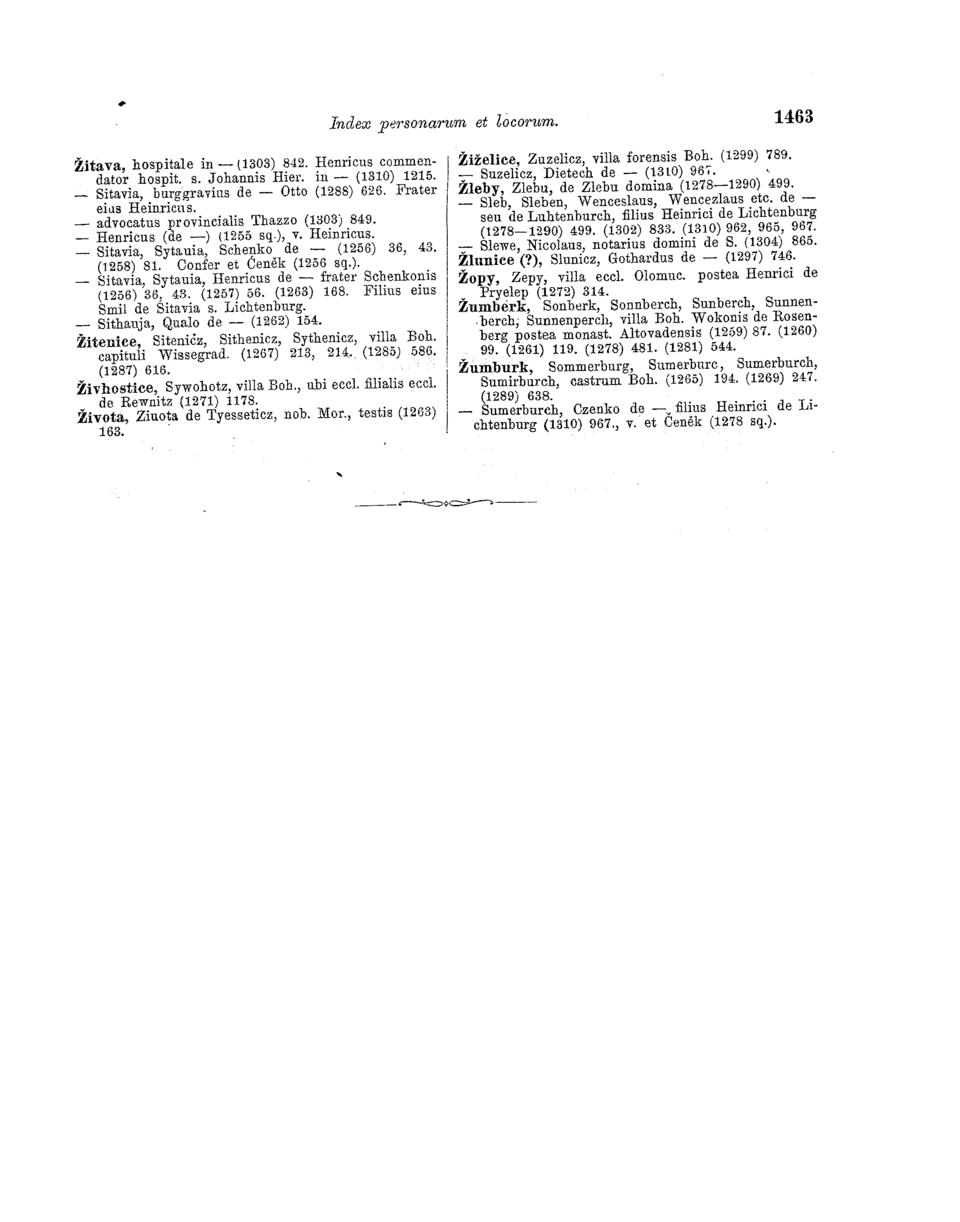 Index personarum et locorum.
1463
Žitava, hospitale in — (1303) 842. Henricus commen-
dator hospit. s. Johannis Hier. in — (1310) 1215.
— Sitavia, burggravius de — Otto (1288) 626. Frater
eius Heinricus.
— advocatus provincialis Thazzo (1303) 849.
— Henricus (de —) (1255 sq.), v. Heinricus.
— Sitavia, Sytauia, Schenko de — (1256) 36, 43.
(1258) 81. Confer et Čeněk (1256 sq.).
— Sitavia, Sytauia, Henricus de — frater Schenkonis
(1256) 36, 43. (1257) 56. (1263) 168. Filius eius
Smil de Sitavia s. Lichtenburg.
— Sithauja, Qualo de — (1262) 154.
Žitenice, Sitenicz, Sithenicz, Sythenicz, villa Boh.
capituli Wissegrad. (1267) 213, 214. (1285) 586.
(1287) 616.
Živhostice, Sywohotz, villa Boh., ubi eccl. filialis eccl.
de Rewnitz (1271) 1178.
Života, Ziuota de Tyesseticz, nob. Mor., testis (1263)
163.
Žiželice, Zuzelicz, villa forensis Boh. (1299) 789.
— Suzelicz, Dietech de — (1310) 967.
Žleby, Zlebu, de Zlebu domina (1278—1290) 499.
— Sleb, Sleben, Wenceslaus, Wencezlaus etc. de —
seu de Luhtenburch, filius Heinrici de Lichtenburg
(1278—1290) 499. (1302) 833. (1310) 962, 965, 967.
— Slewe, Nicolaus, notarius domini de S. (1304) 865.
Žlunice (?), Slunicz, Gothardus de — (1297) 746.
Žopy, Zepy, villa eccl. Olomuc. postea Henrici de
Pryelep (1272) 314.
Žumberk, Sonberk, Sonnberch, Sunberch, Sunnen-
berch, Sunnenperch, villa Boh. Wokonis de Rosen-
berg postea monast. Altovadensis (1259) 87. (1260)
99. (1261) 119. (1278) 481. (1281) 544.
Žumburk, Sommerburg, Sumerburc, Sumerburch,
Sumirburch, castrum Boh. (1265) 194. (1269) 247.
(1289) 638.
— Sumerburch, Czenko de —, filius Heinrici de Li-
chtenburg (1310) 967., v. et Čeněk (1278 sq.).